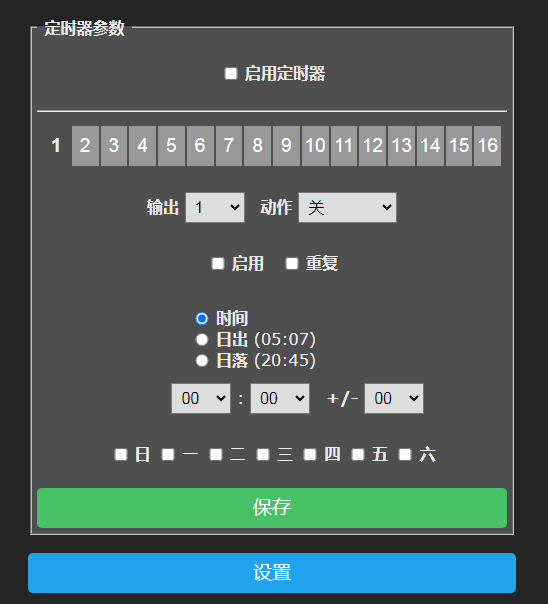 定时器参数
启用定时器
1 2 3 4 5 6 7 8 9 10 11 12 13 14 15 16
输出 1 动作 关
启用 重复
时间
日出 (05:07)
日落 (20:45)
00 : 00 +/- 00
日 一 二 三 四 五 六
保存
设置